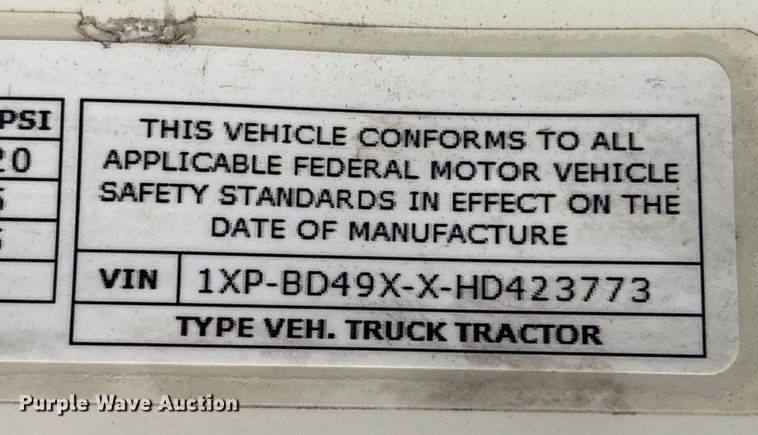 PSI
20
5
THIS VEHICLE CONFORMS TO ALL
APPLICABLE FEDERAL MOTOR VEHICLE
SAFETY STANDARDS IN EFFECT ON THE
DATE OF MANUFACTURE
VIN 1XP-BD49X-X-HD423773
TYPE VEH. TRUCK TRACTOR
Purple Wave Auction